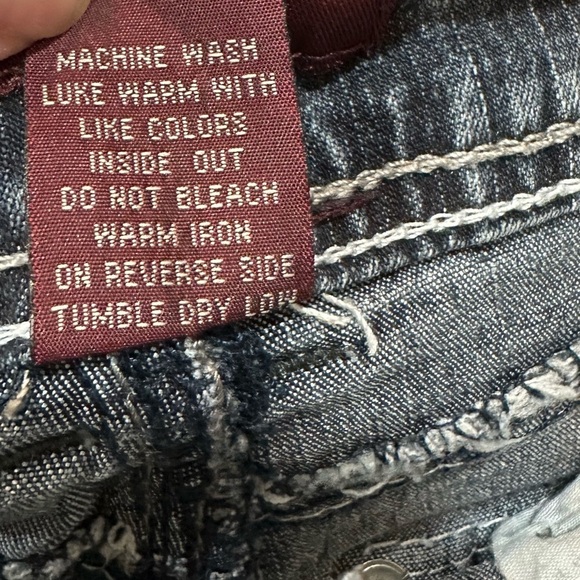 MACHINE WASH
LUKE WARM WITH
LIKE COLORS
INSIDE OUT
DO NOT BLEACH
WARM IRON
ON REVERSE SIDE
TUMBLE DRY LOW